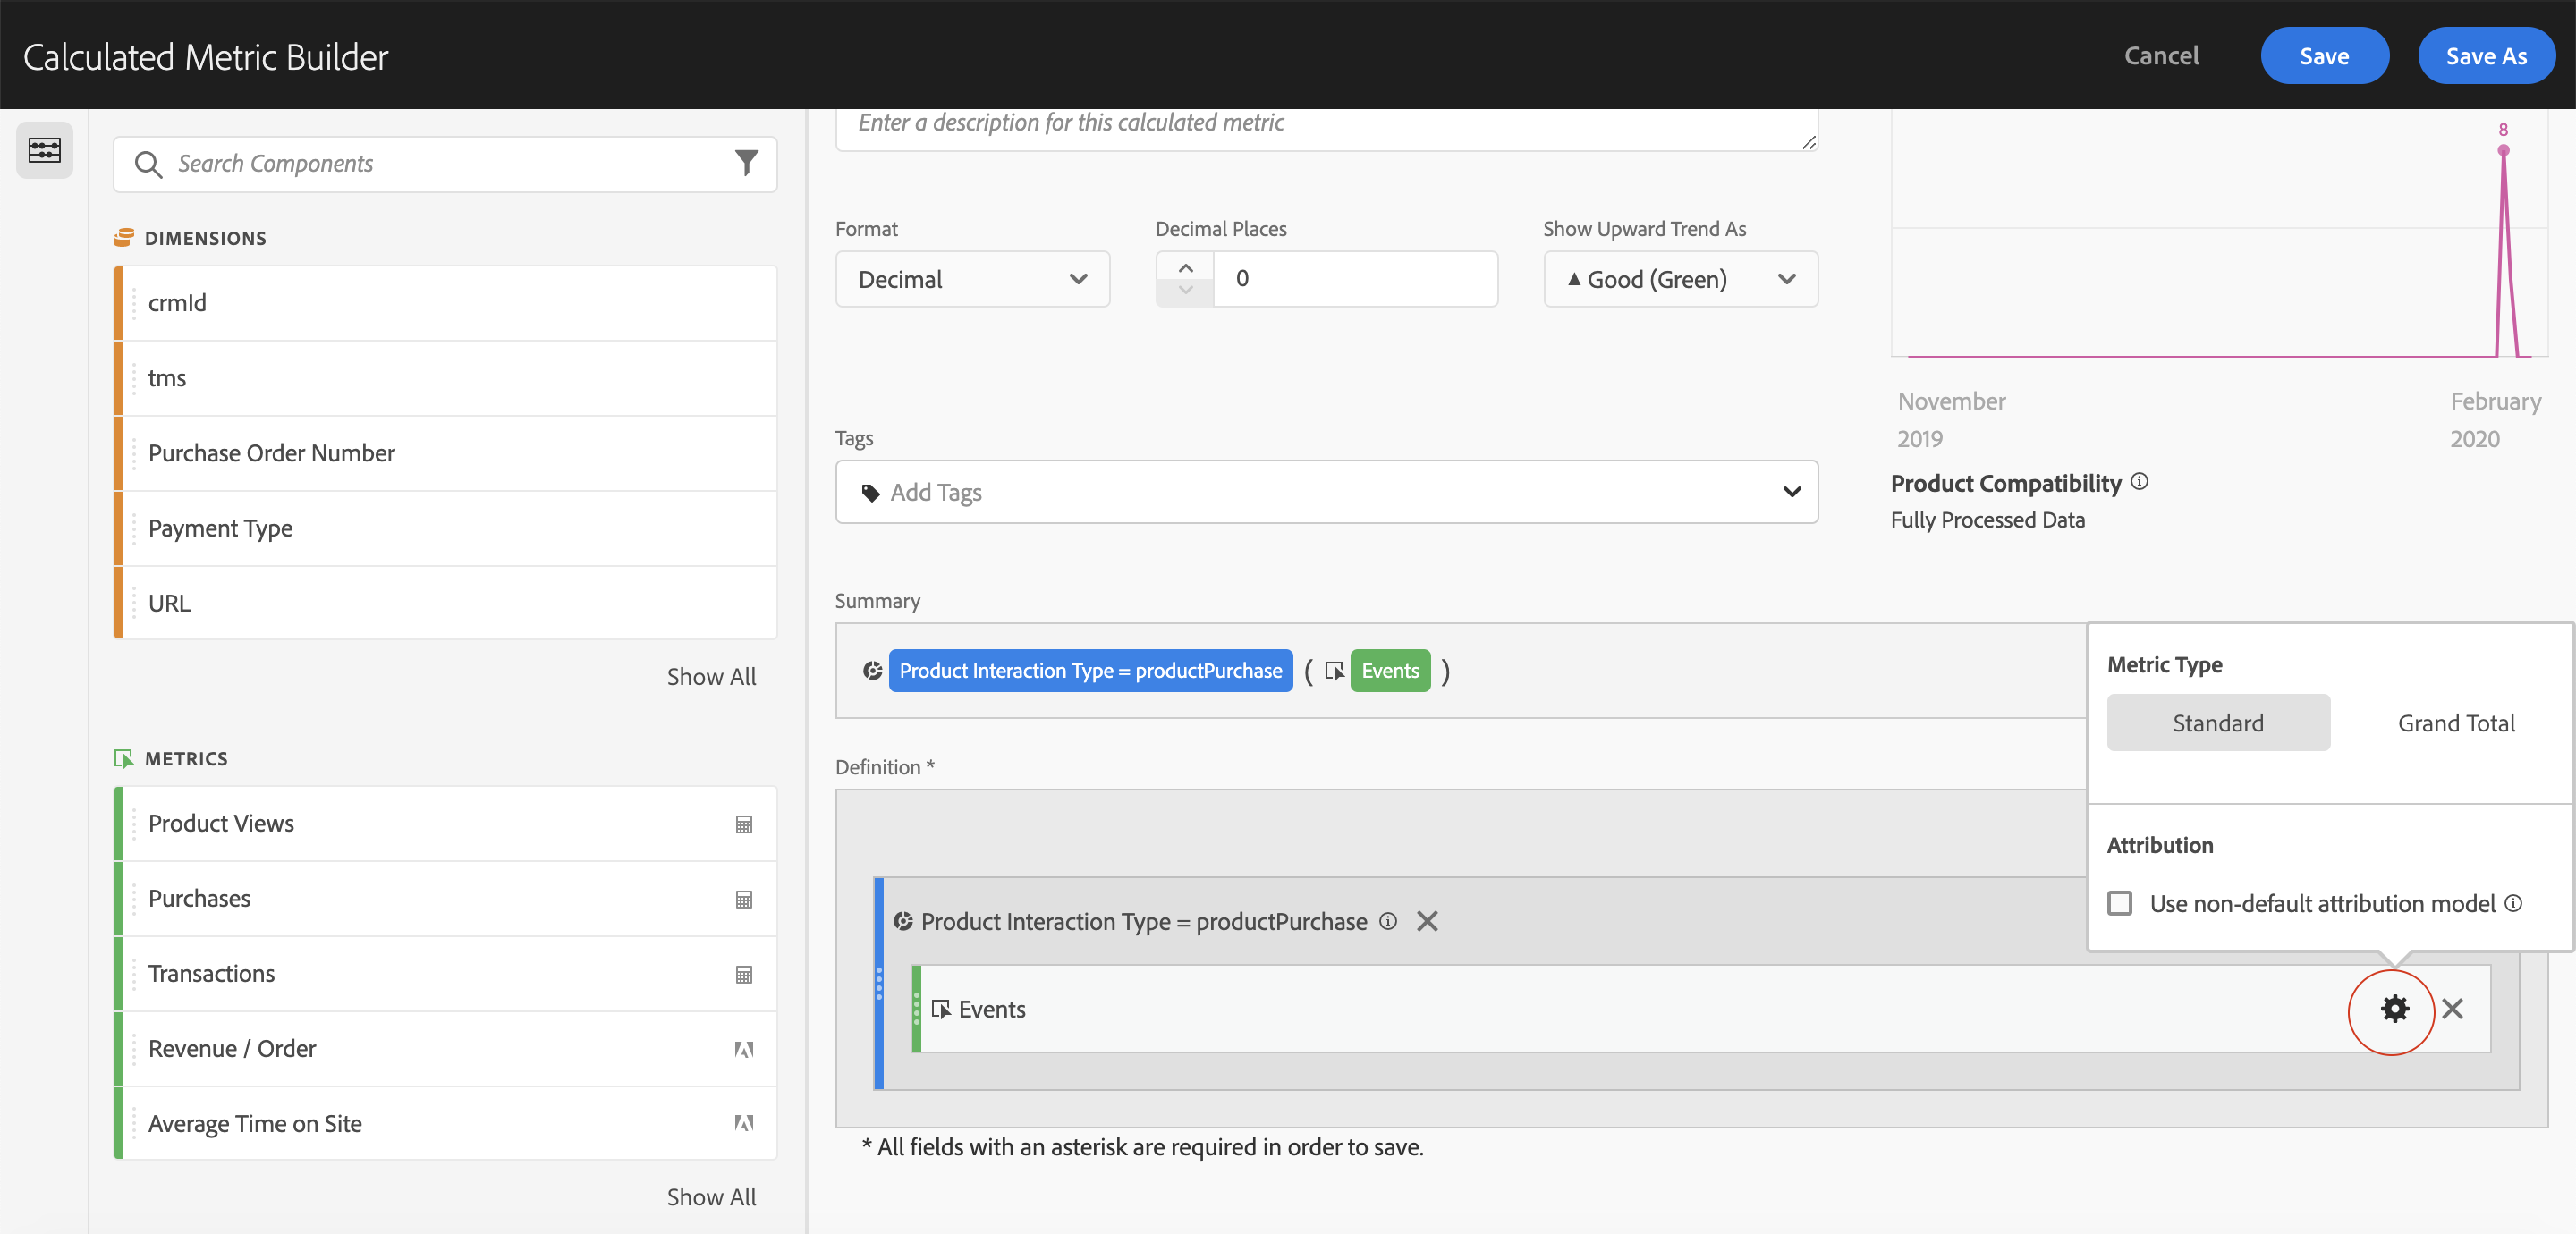 Calculated Metric Builder
Cancel
Save
Save As
Search Components
DIMENSIONS
crmId
tms
Purchase Order Number
Payment Type
URL
Show All
METRICS
Product Views
Purchases
Transactions
Revenue / Order
Average Time on Site
Show All
Enter a description for this calculated metric
Format
Decimal Places
Show Upward Trend As
Decimal
0
▲ Good (Green)
Tags
Add Tags
Summary
Product Interaction Type = productPurchase ( Events )
Definition *
Product Interaction Type = productPurchase
Events
* All fields with an asterisk are required in order to save.
8
November 2019
February 2020
Product Compatibility
Fully Processed Data
Metric Type
Standard
Grand Total
Attribution
Use non-default attribution model